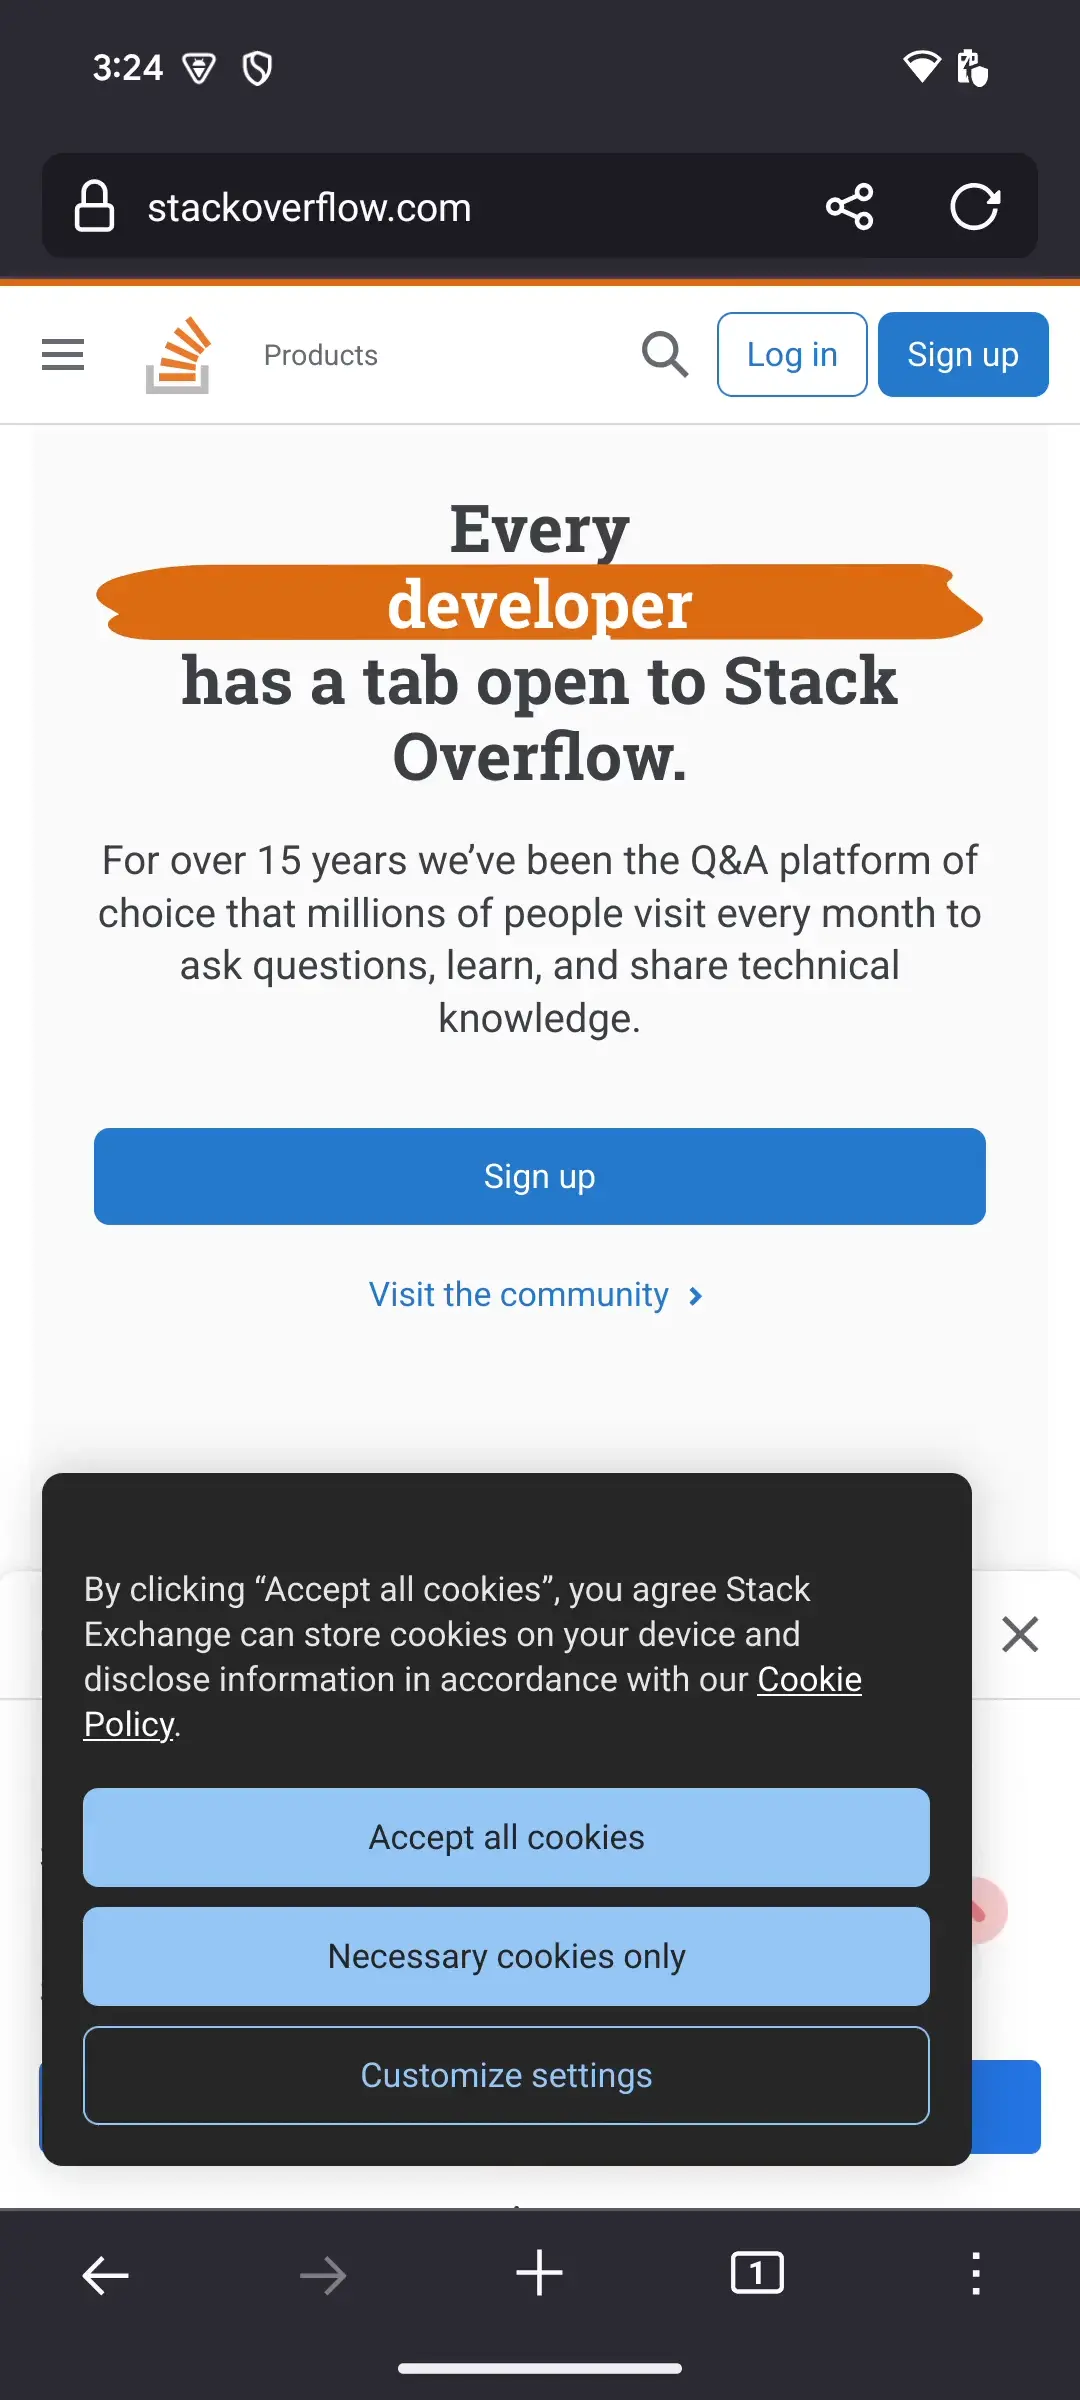 3:24
stackoverflow.com
Products
Log in
Sign up
Every
developer
has a tab open to Stack
Overflow.
For over 15 years we’ve been the Q&A platform of
choice that millions of people visit every month to
ask questions, learn, and share technical
knowledge.
Sign up
Visit the community
By clicking “Accept all cookies”, you agree Stack
Exchange can store cookies on your device and
disclose information in accordance with our Cookie
Policy.
Accept all cookies
Necessary cookies only
Customize settings
1